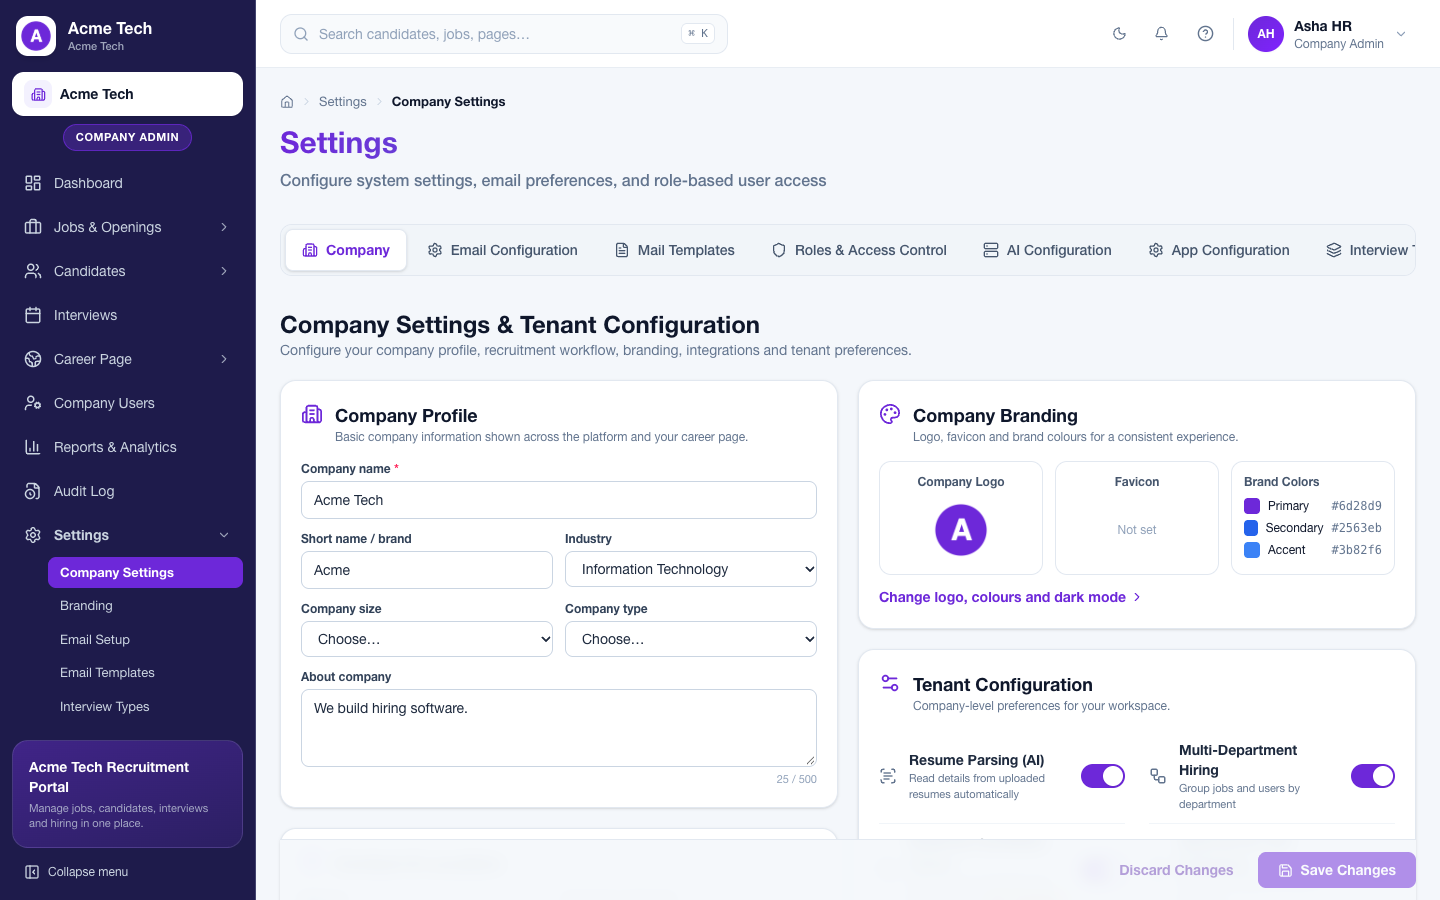 Acme Tech
Acme Tech
A
Acme Tech
COMPANY ADMIN
Dashboard
Jobs & Openings
Candidates
Interviews
Career Page
Company Users
Reports & Analytics
Audit Log
Settings
Company Settings
Branding
Email Setup
Email Templates
Interview Types
Acme Tech Recruitment
Portal
Manage jobs, candidates, interviews
and hiring in one place.
Collapse menu
Search candidates, jobs, pages...
⌘ K
AH
Asha HR
Company Admin
Settings
Company Settings
Settings
Configure system settings, email preferences, and role-based user access
Company
Email Configuration
Mail Templates
Roles & Access Control
AI Configuration
App Configuration
Interview
Company Settings & Tenant Configuration
Configure your company profile, recruitment workflow, branding, integrations and tenant preferences.
Company Profile
Basic company information shown across the platform and your career page.
Company name *
Acme Tech
Short name / brand
Industry
Acme
Information Technology
Company size
Company type
Choose...
Choose...
About company
We build hiring software.
25 / 500
Company Branding
Logo, favicon and brand colours for a consistent experience.
Company Logo
A
Favicon
Not set
Brand Colors
Primary #6d28d9
Secondary #2563eb
Accent #3b82f6
Change logo, colours and dark mode
Tenant Configuration
Company-level preferences for your workspace.
Resume Parsing (AI)
Read details from uploaded
resumes automatically
Multi-Department
Hiring
Group jobs and users by
department
Discard Changes
Save Changes